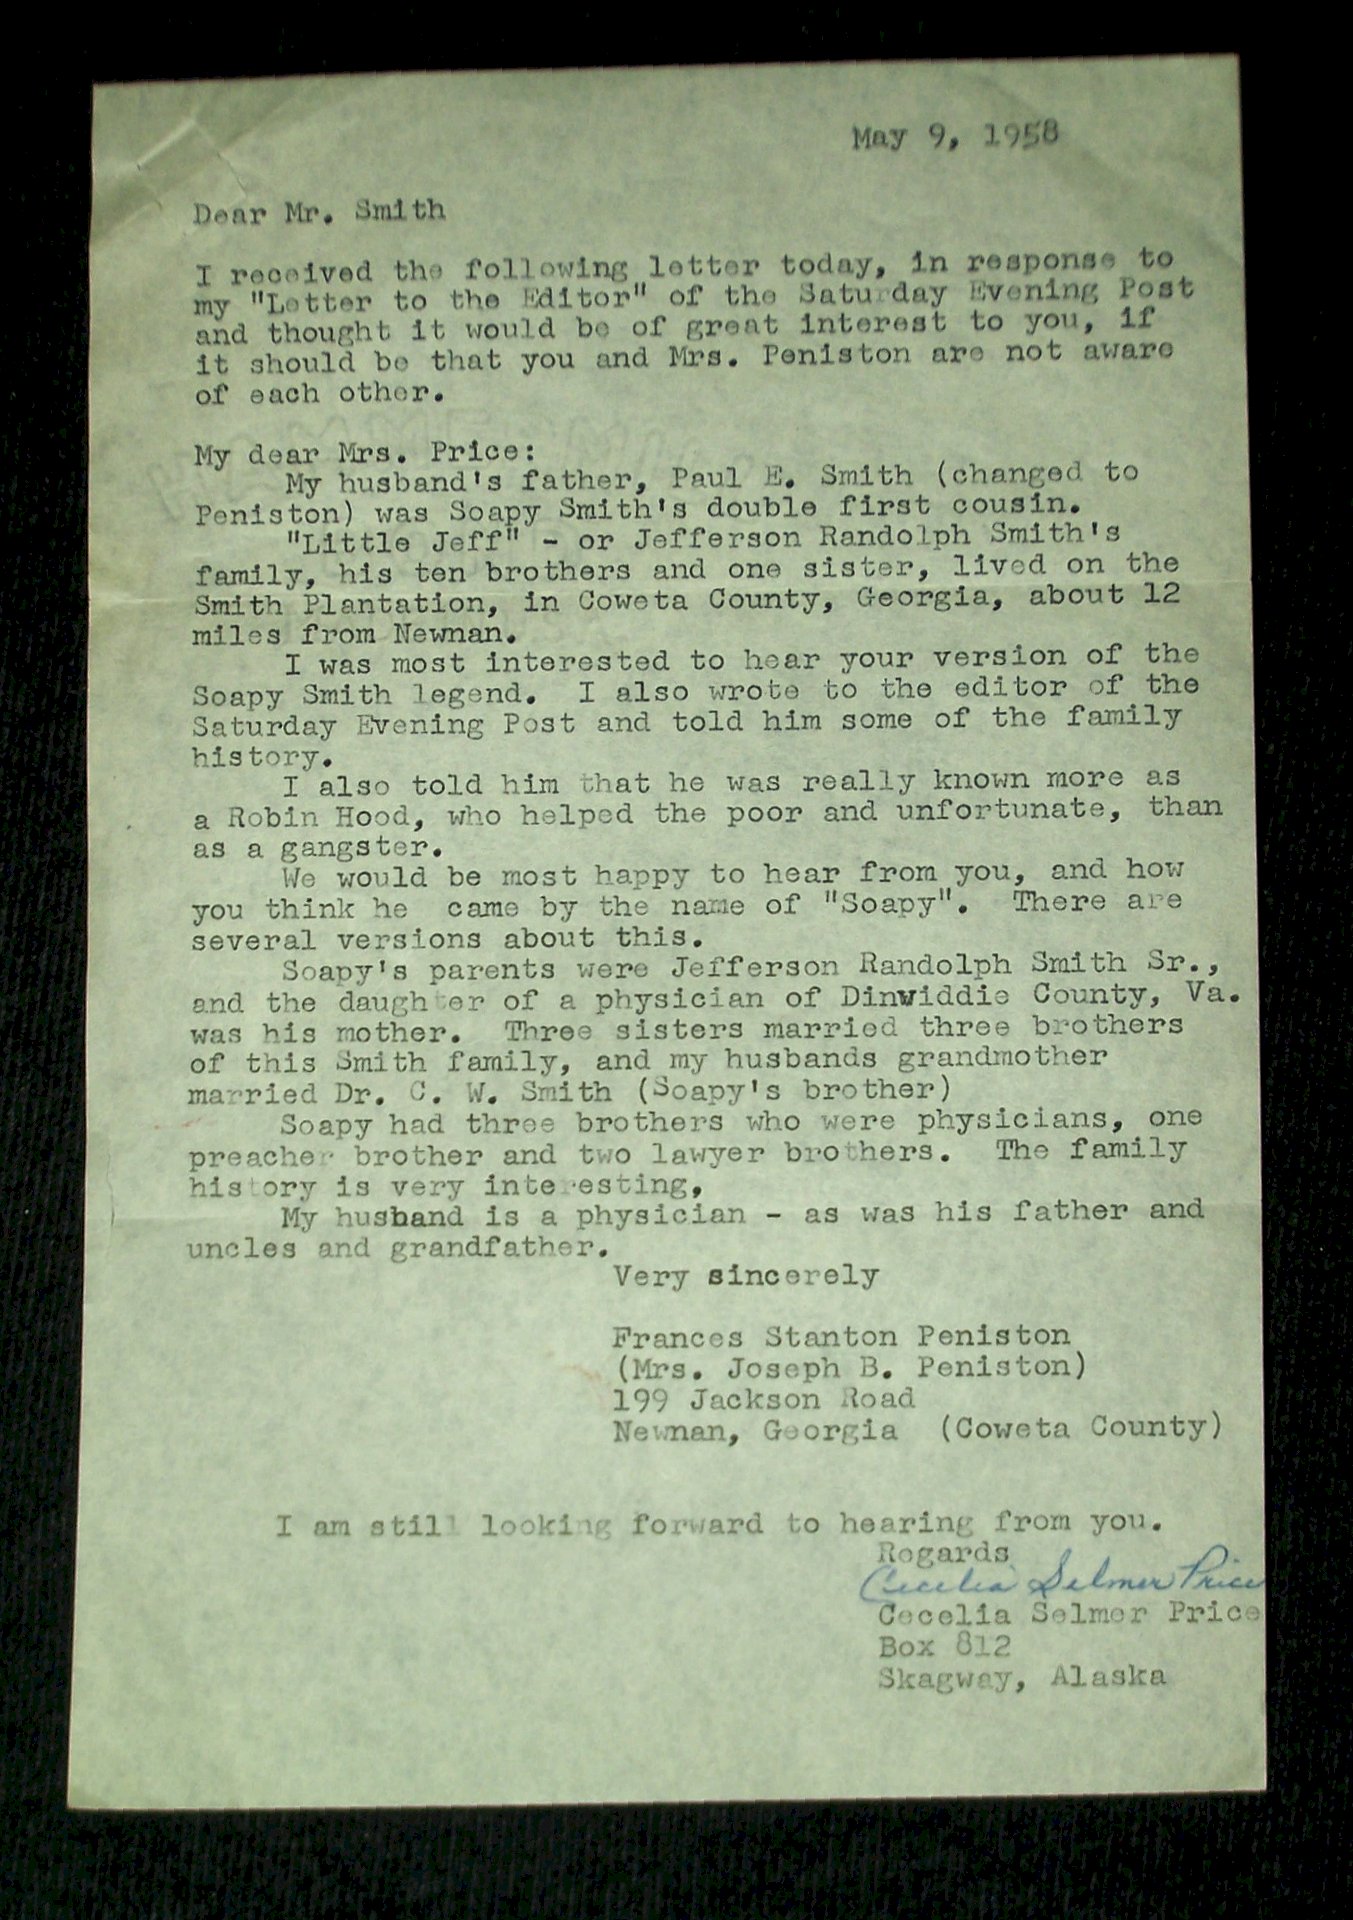 May 9, 1958
Dear Mr. Smith
I received the following letter today, in response to
my "Letter to the Editor" of the Saturday Evening Post
and thought it would be of great interest to you, if
it should be that you and Mrs. Peniston are not aware
of each other.
My dear Mrs. Price:
My husband's father, Paul E. Smith (changed to
Peniston) was Soapy Smith's double first cousin.
"Little Jeff" - or Jefferson Randolph Smith's
family, his ten brothers and one sister, lived on the
Smith Plantation, in Coweta County, Georgia, about 12
miles from Newnan.
I was most interested to hear your version of the
Soapy Smith legend. I also wrote to the editor of the
Saturday Evening Post and told him some of the family
history.
I also told him that he was really known more as
a Robin Hood, who helped the poor and unfortunate, than
as a gangster.
We would be most happy to hear from you, and how
you think he came by the name of "Soapy". There are
several versions about this.
Soapy's parents were Jefferson Randolph Smith Sr.,
and the daughter of a physician of Dinwiddie County, Va.
was his mother. Three sisters married three brothers
of this Smith family, and my husbands grandmother
married Dr. C. W. Smith (Soapy's brother)
Soapy had three brothers who were physicians, one
preacher brother and two lawyer brothers. The family
history is very interesting,
My husband is a physician - as was his father and
uncles and grandfather.
Very sincerely
Frances Stanton Peniston
(Mrs. Joseph B. Peniston)
199 Jackson Road
Newnan, Georgia (Coweta County)
I am still looking forward to hearing from you.
Regards
Cecelia Selmer Price
Cecelia Selmer Price
Box 812
Skagway, Alaska